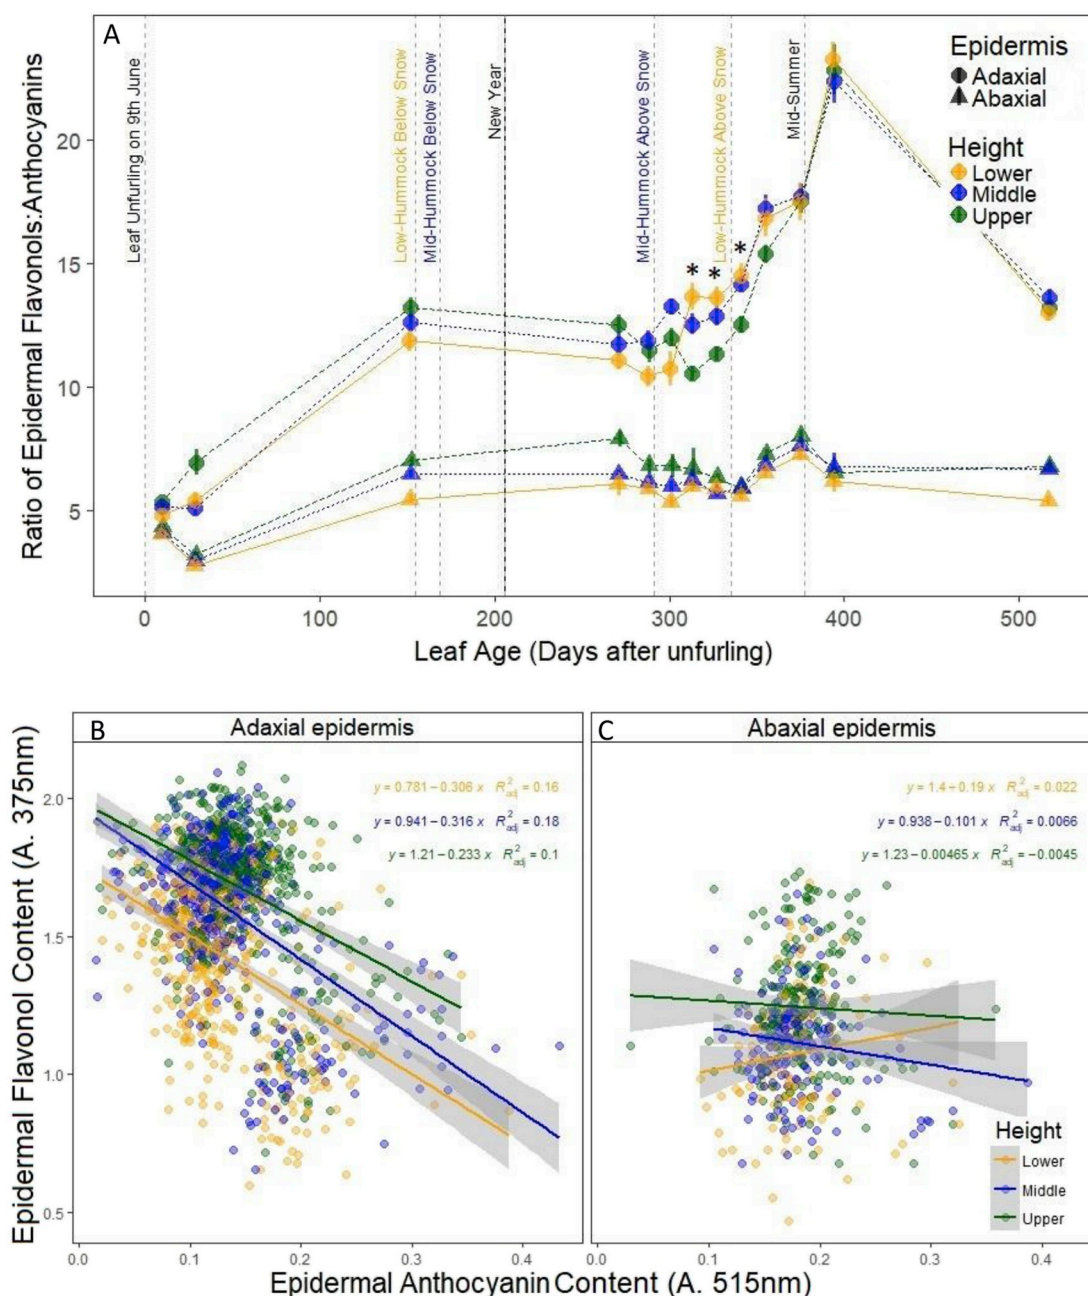 A
Epidermis
Adaxial
Abaxial
Height
Lower
Middle
Upper
Leaf Unfurling on 9th June
Low-Hummock Below Snow
Mid-Hummock Below Snow
New Year
Mid-Hummock Above Snow
Low-Hummock Above Snow
Mid-Summer
* * *
Ratio of Epidermal Flavonols:Anthocyanins
20
15
10
5
0 100 200 300 400 500
Leaf Age (Days after unfurling)
B Adaxial epidermis
C Abaxial epidermis
Epidermal Flavonol Content (A. 375nm)
2.0
1.5
1.0
0.5
y = 0.781 − 0.306 x R²adj = 0.16
y = 0.941 − 0.316 x R²adj = 0.18
y = 1.21 − 0.233 x R²adj = 0.1
y = 1.4 + 0.19 x R²adj = 0.022
y = 0.938 − 0.101 x R²adj = 0.0066
y = 1.23 − 0.00465 x R²adj = −0.0045
Height
Lower
Middle
Upper
0.0 0.1 0.2 0.3 0.4
0.0 0.1 0.2 0.3 0.4
Epidermal Anthocyanin Content (A. 515nm)